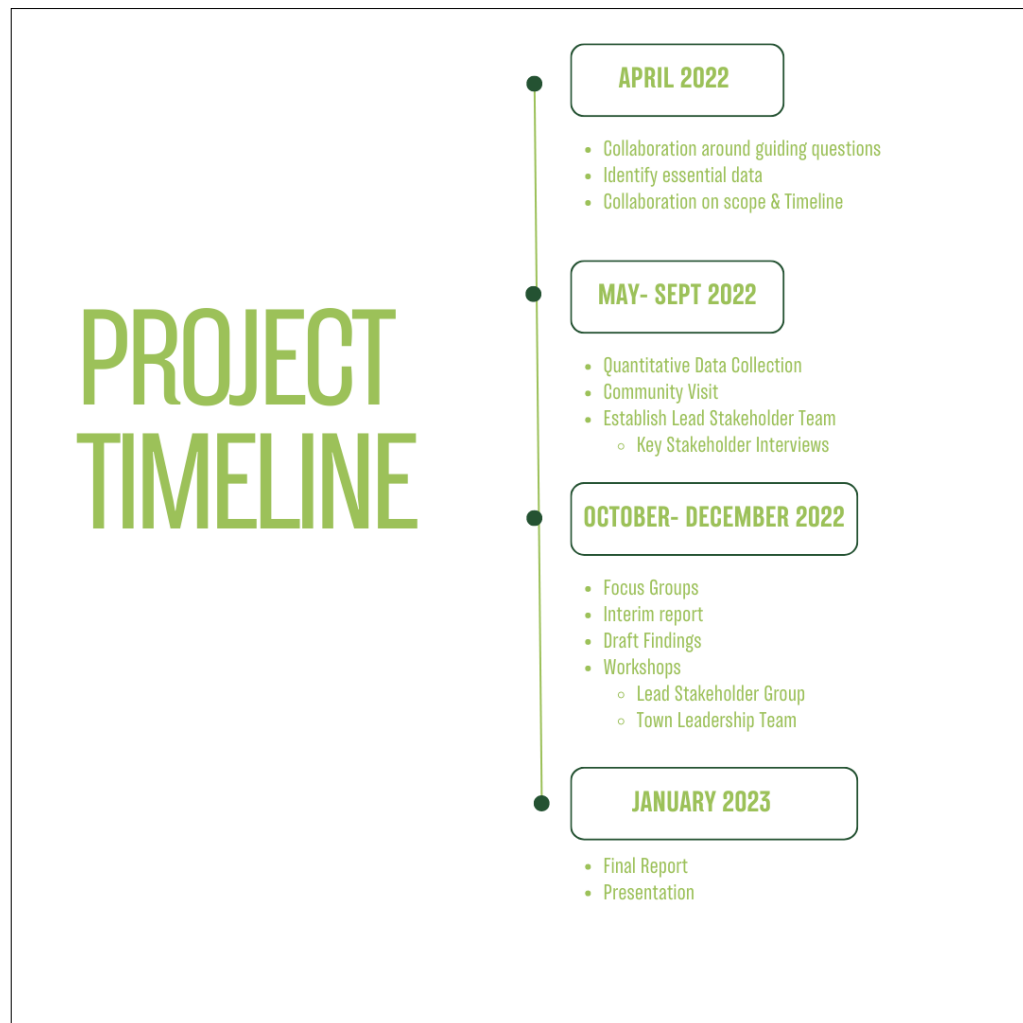 PROJECT
TIMELINE
APRIL 2022
• Collaboration around guiding questions
• Identify essential data
• Collaboration on scope & Timeline
MAY- SEPT 2022
• Quantitative Data Collection
• Community Visit
• Establish Lead Stakeholder Team
◦ Key Stakeholder Interviews
OCTOBER- DECEMBER 2022
• Focus Groups
• Interim report
• Draft Findings
• Workshops
◦ Lead Stakeholder Group
◦ Town Leadership Team
JANUARY 2023
• Final Report
• Presentation